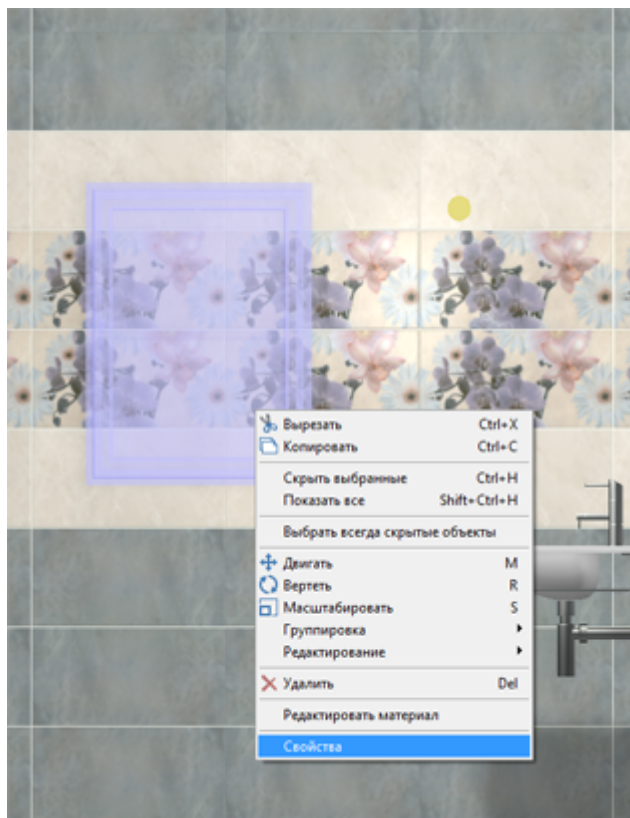 Вырезать Ctrl+X
Копировать Ctrl+C
Скрыть выбранные Ctrl+H
Показать все Shift+Ctrl+H
Выбрать всегда скрытые объекты
Двигать M
Вертеть R
Масштабировать S
Группировка
Редактирование
Удалить Del
Редактировать материал
Свойства